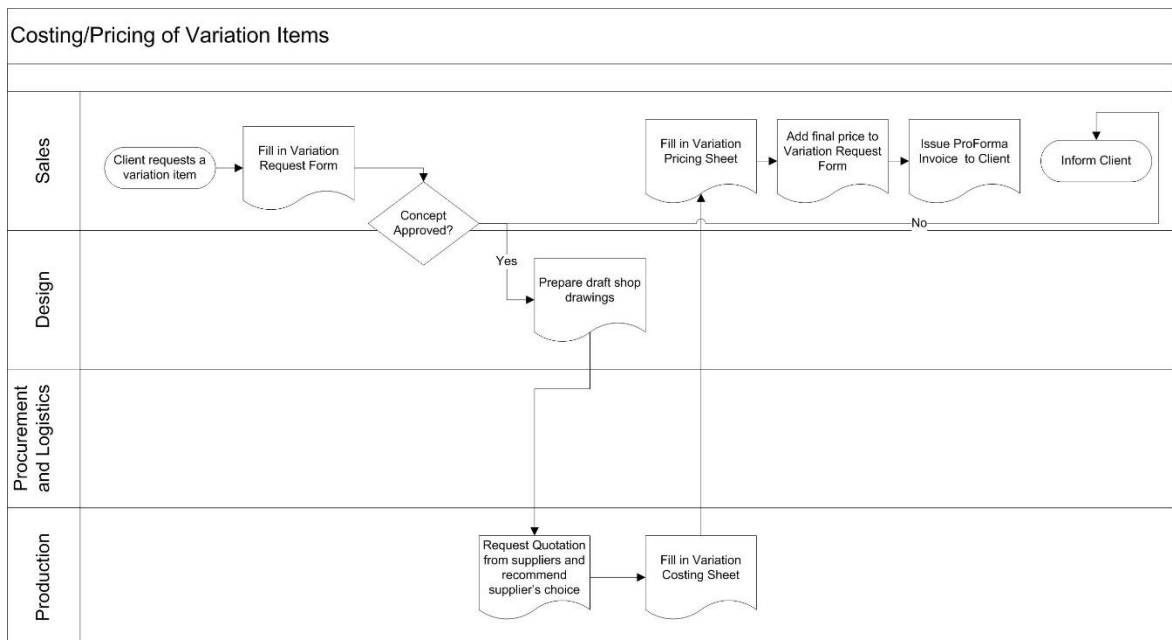 Costing/Pricing of Variation Items
Sales
Client requests a
variation item
Fill in Variation
Request Form
Concept
Approved?
Fill in Variation
Pricing Sheet
Add final price to
Variation Request
Form
Issue ProForma
Invoice to Client
Inform Client
No
Yes
Design
Prepare draft shop
drawings
Procurement
and Logistics
Production
Request Quotation
from suppliers and
recommend
supplier's choice
Fill in Variation
Costing Sheet